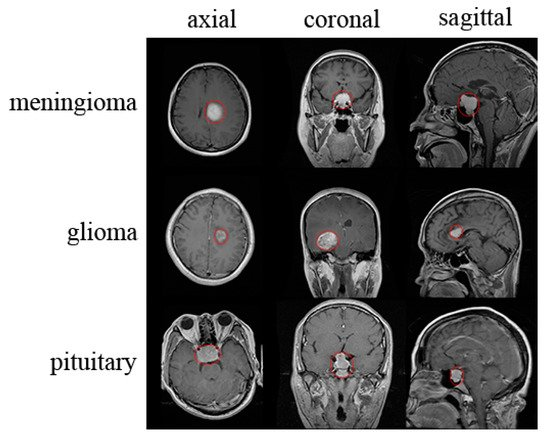 axial coronal sagittal
meningioma
glioma
pituitary